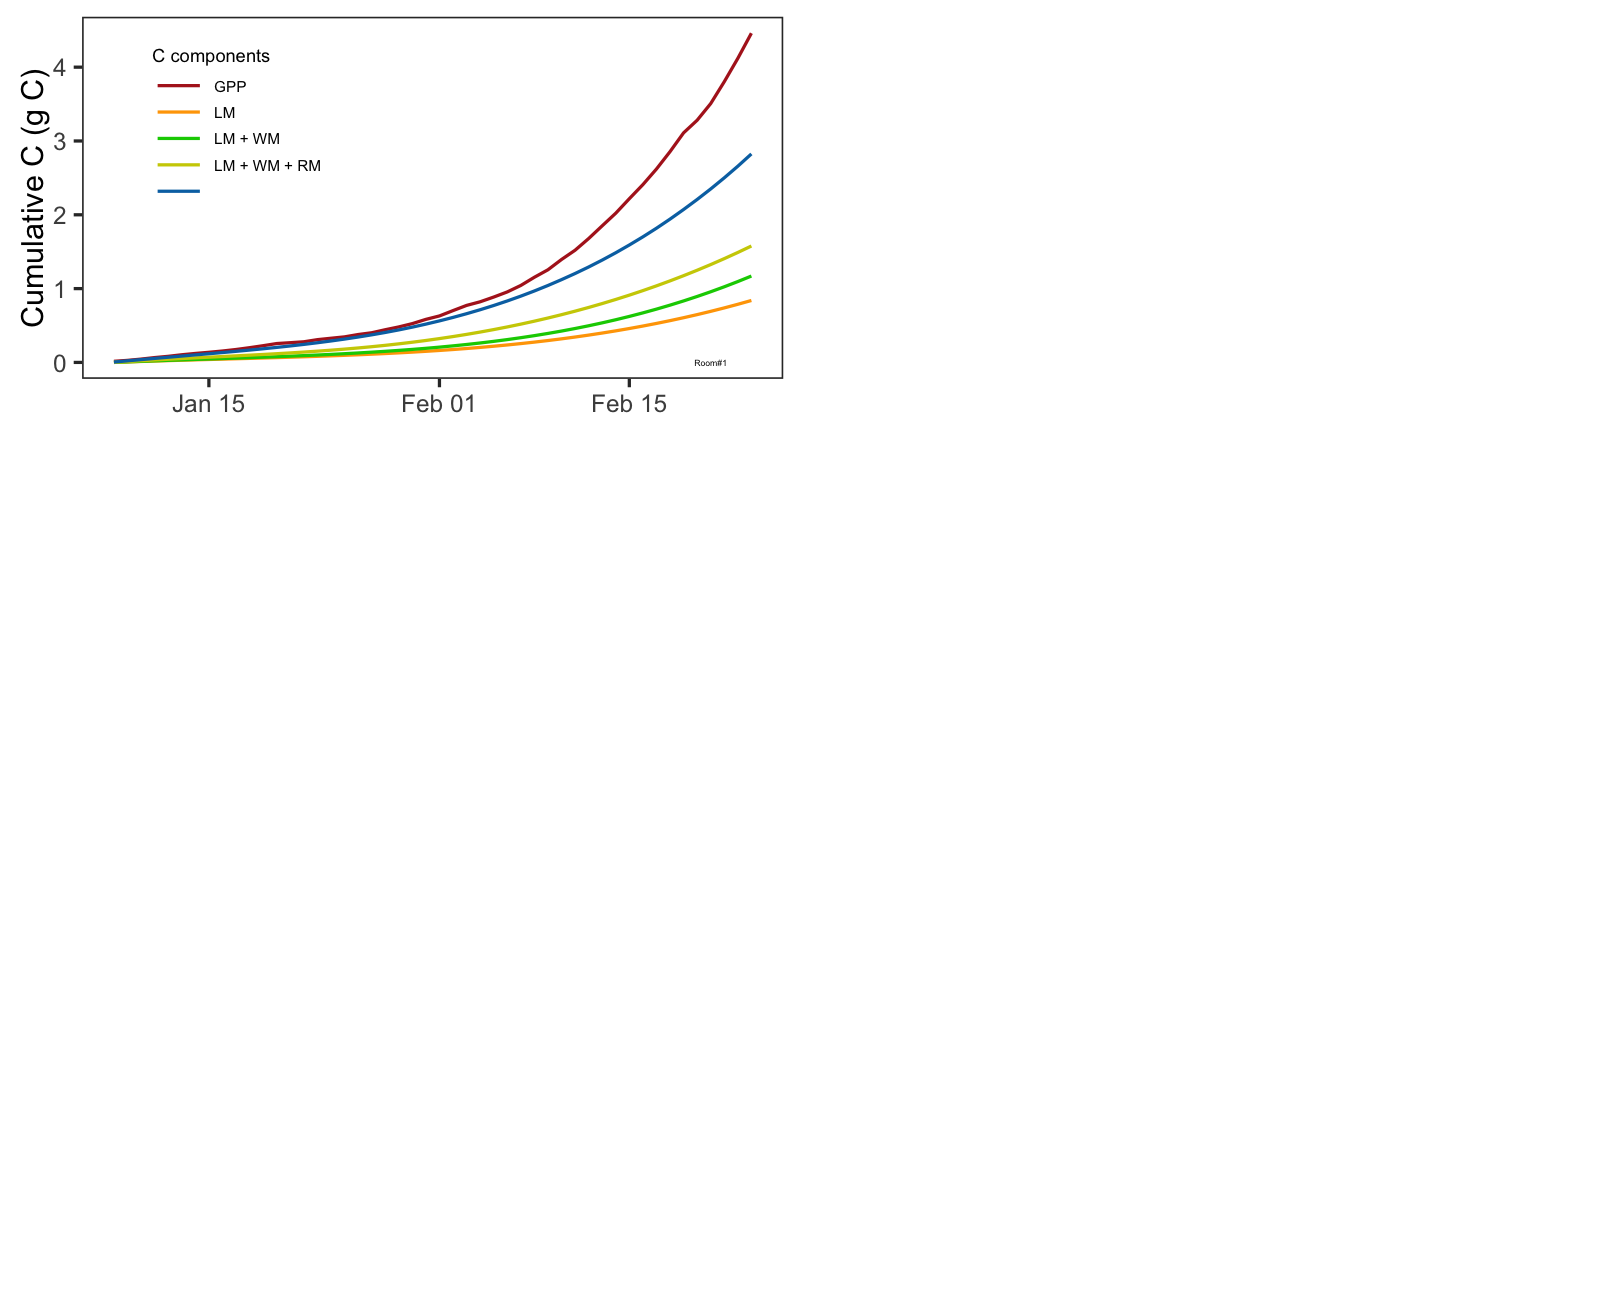 C components
GPP
LM
LM + WM
LM + WM + RM
Cumulative C (g C)
4
3
2
1
0
Room#1
Jan 15
Feb 01
Feb 15